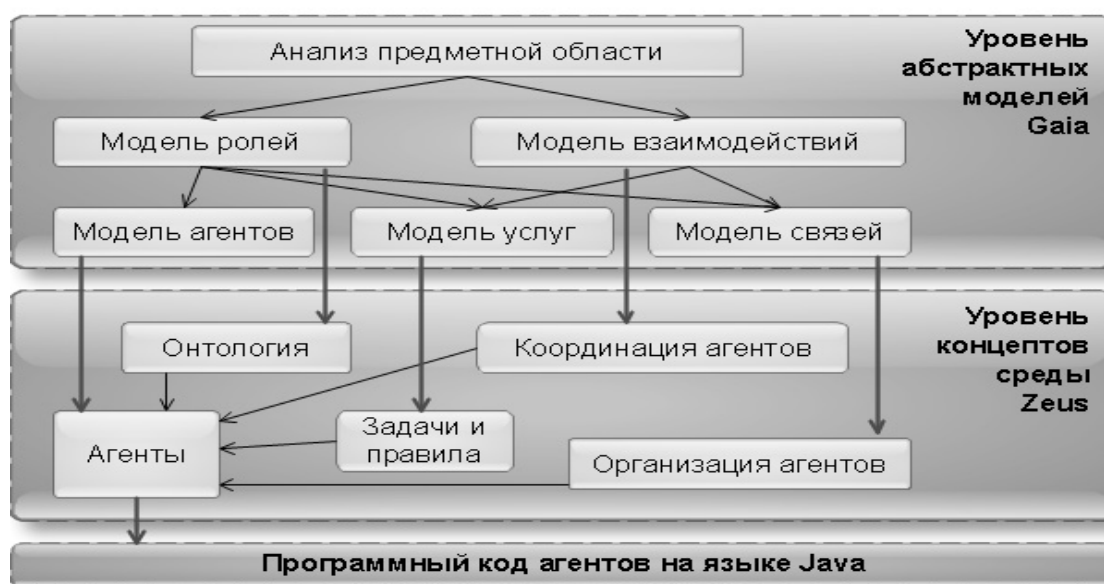 Анализ предметной области
Уровень
абстрактных
моделей
Gaia
Модель ролей
Модель взаимодействий
Модель агентов
Модель услуг
Модель связей
Уровень
концептов
среды
Zeus
Онтология
Координация агентов
Агенты
Задачи и
правила
Организация агентов
Программный код агентов на языке Java